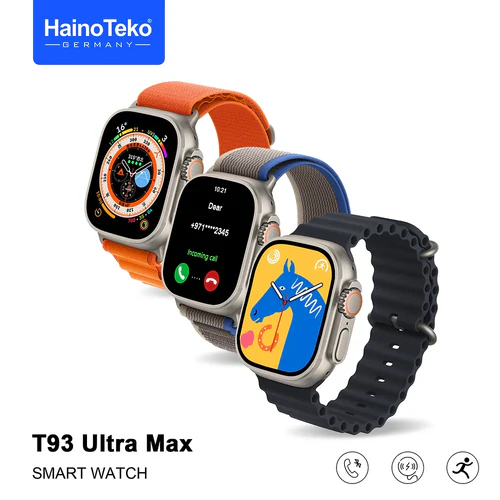 HainoTeko
GERMANY
10:21
Dear
+971****2345
Incoming call
T93 Ultra Max
SMART WATCH